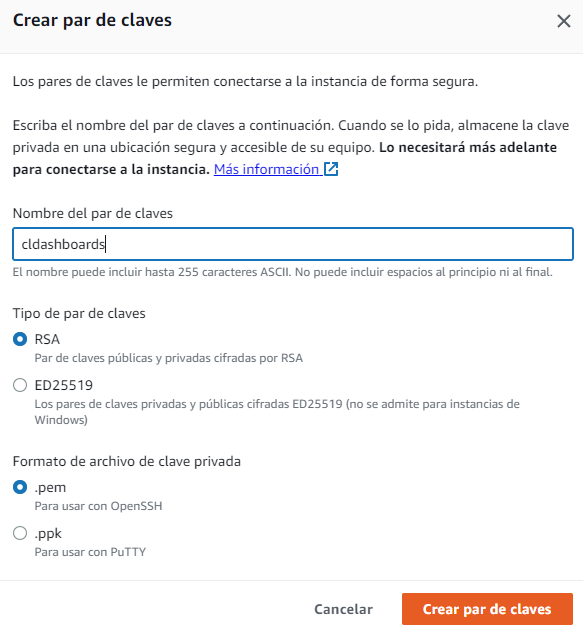 Crear par de claves
Los pares de claves le permiten conectarse a la instancia de forma segura.
Escriba el nombre del par de claves a continuación. Cuando se lo pida, almacene la clave
privada en una ubicación segura y accesible de su equipo. Lo necesitará más adelante
para conectarse a la instancia. Más información
Nombre del par de claves
cldashboards
El nombre puede incluir hasta 255 caracteres ASCII. No puede incluir espacios al principio ni al final.
Tipo de par de claves
RSA
Par de claves públicas y privadas cifradas por RSA
ED25519
Los pares de claves privadas y públicas cifradas ED25519 (no se admite para instancias de
Windows)
Formato de archivo de clave privada
.pem
Para usar con OpenSSH
.ppk
Para usar con PuTTY
Cancelar
Crear par de claves